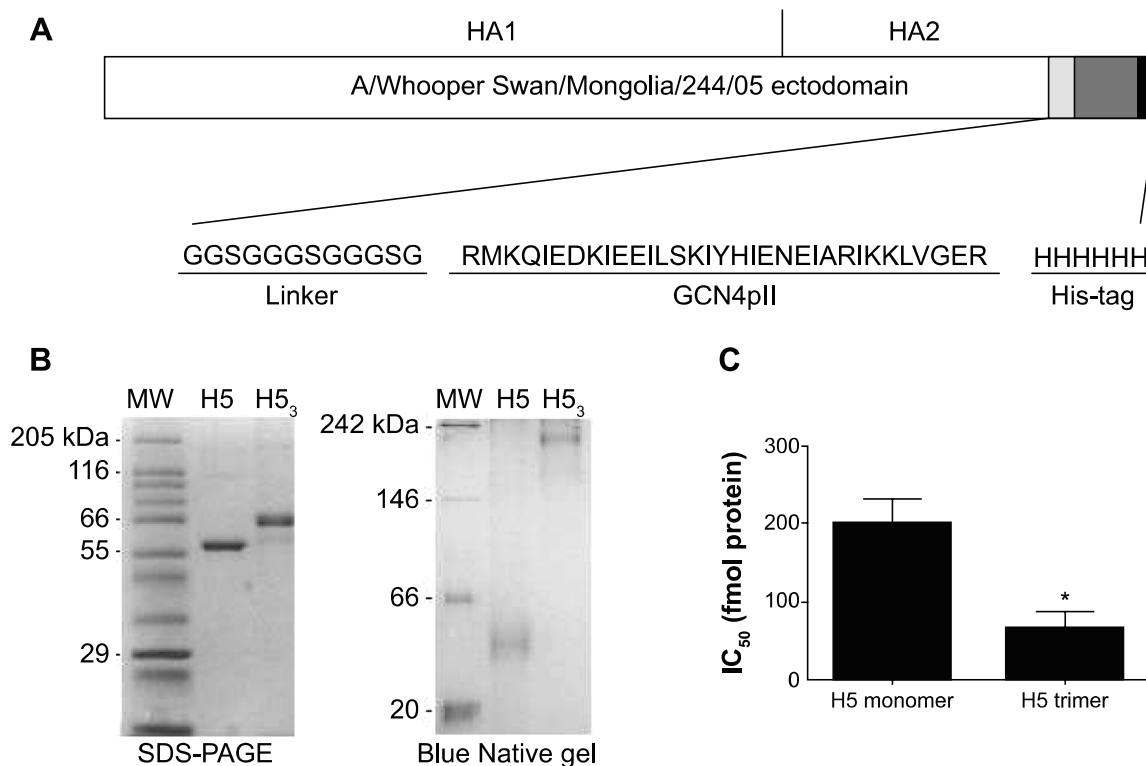 A
HA1 HA2
A/Whooper Swan/Mongolia/244/05 ectodomain
GGSGGGSGGGSG RMKQIEDKIEEILSKIYHIENEIARIKKLVGER HHHHHH
Linker GCN4pII His-tag
B
MW H5 H5₃
205 kDa -
116 -
66 -
55 -
29 -
SDS-PAGE
MW H5 H5₃
242 kDa -
146 -
66 -
20 -
Blue Native gel
C
IC₅₀ (fmol protein)
300
200
100
0
*
H5 monomer H5 trimer